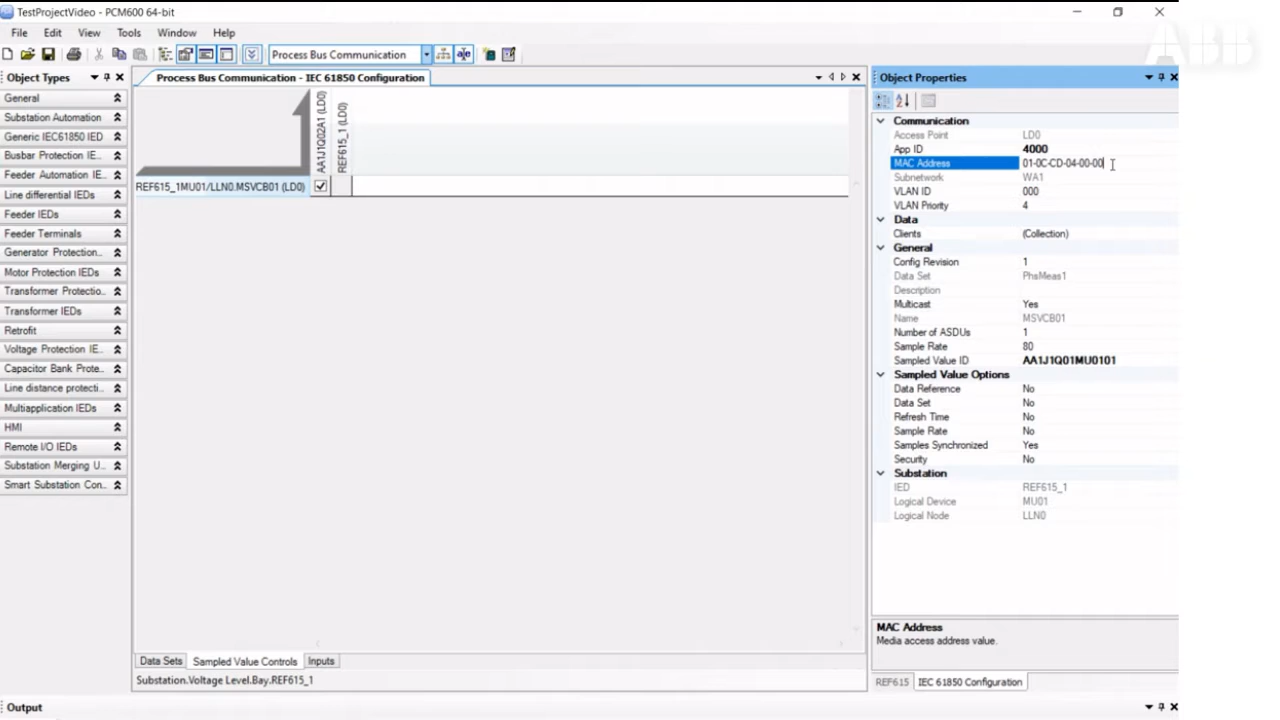 TestProjectVideo - PCM600 64-bit
ABB
File Edit View Tools Window Help
Process Bus Communication
Object Types
General
Substation Automation
Generic IEC61850 IED
Busbar Protection IE..
Feeder Automation IE..
Line differential IEDs
Feeder IEDs
Feeder Terminals
Generator Protection..
Motor Protection IEDs
Transformer Protectio..
Transformer IEDs
Retrofit
Voltage Protection IE..
Capacitor Bank Prote..
Line distance protecti..
Multiapplication IEDs
HMI
Remote I/O IEDs
Substation Merging U..
Smart Substation Con..
Process Bus Communication - IEC 61850 Configuration
AA1J1Q02A1 (LD0)
REF615_1 (LD0)
REF615_1MU01/LLN0.MSVCB01 (LD0)
Data Sets Sampled Value Controls Inputs
Substation.Voltage Level.Bay.REF615_1
Object Properties
Communication
Access Point LD0
App ID 4000
MAC Address 01-0C-CD-04-00-00
Subnetwork WA1
VLAN ID 000
VLAN Priority 4
Data
Clients (Collection)
General
Config Revision 1
Data Set PhsMeas1
Description
Multicast Yes
Name MSVCB01
Number of ASDUs 1
Sample Rate 80
Sampled Value ID AA1J1Q01MU0101
Sampled Value Options
Data Reference No
Data Set No
Refresh Time No
Sample Rate No
Samples Synchronized Yes
Security No
Substation
IED REF615_1
Logical Device MU01
Logical Node LLN0
MAC Address
Media access address value.
REF615 IEC 61850 Configuration
Output